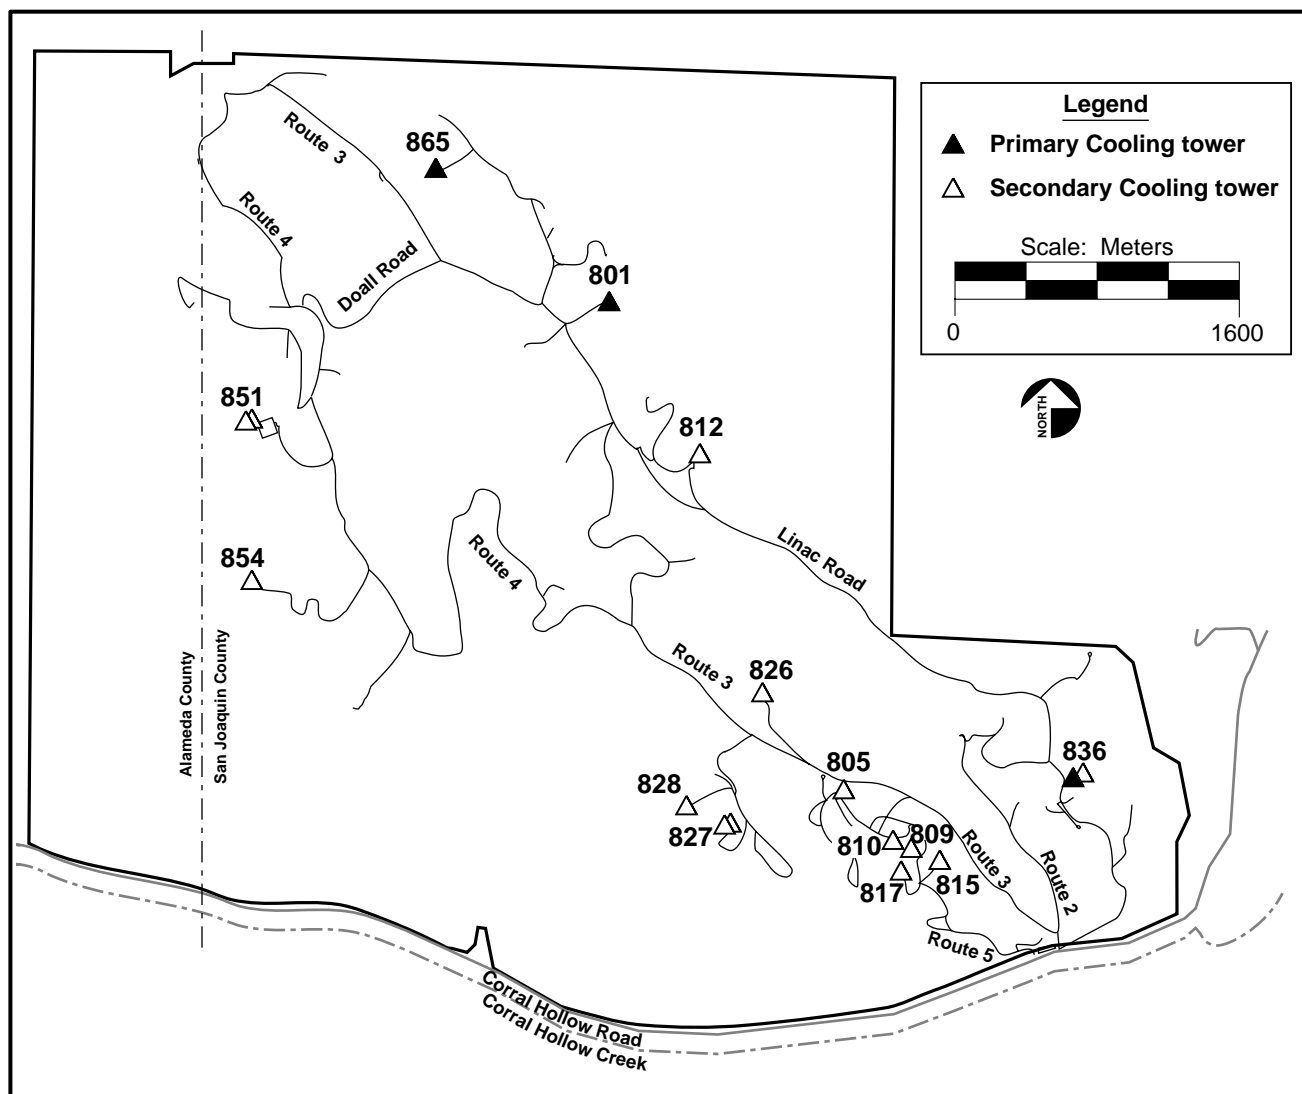 Legend
Primary Cooling tower
Secondary Cooling tower
Scale: Meters
0
1600
NORTH
865
Route 3
Route 4
Doall Road
801
851
812
854
Route 4
Linac Road
Alameda County
San Joaquin County
Route 3
826
805
836
828
827
810
809
817
815
Route 3
Route 2
Route 5
Corral Hollow Road
Corral Hollow Creek